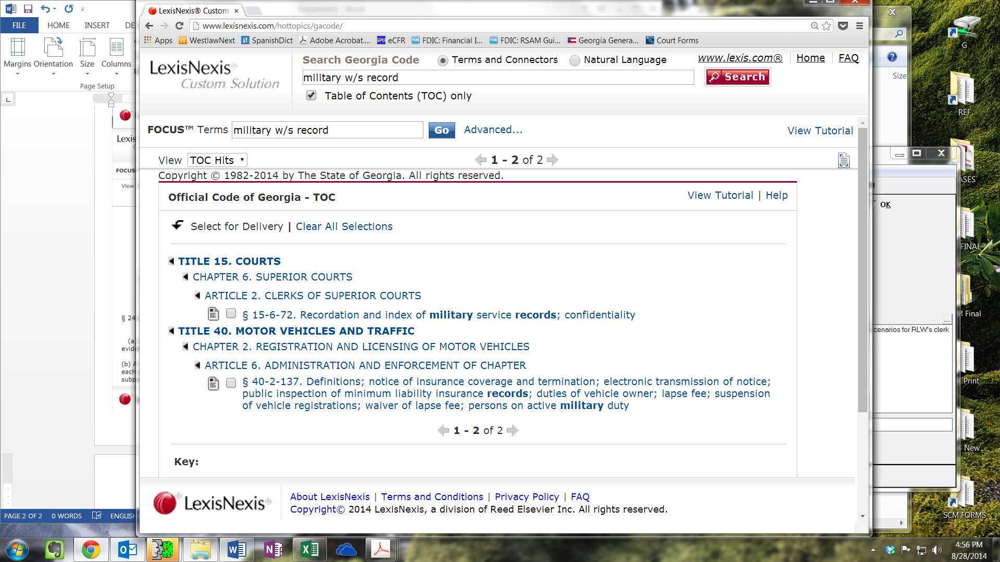 LexisNexis® Custom
FILE
HOME
INSERT
DE
www.lexisnexis.com/hottopics/gacode/
Apps
WestlawNext
SpanishDict
Adobe Acrobat....
eCFR
FDIC: Financial I...
FDIC: RSAM Gui...
Georgia Genera...
Court Forms
Margins
Orientation
Size
Columns
Page Setup
LexisNexis®
Custom Solution
Search Georgia Code
Terms and Connectors
Natural Language
www.lexis.com®
Home
FAQ
military w/s record
Search
Table of Contents (TOC) only
FOCUS™ Terms
military w/s record
Go
Advanced...
View Tutorial
View
TOC Hits
1 - 2 of 2
Copyright © 1982-2014 by The State of Georgia. All rights reserved.
Official Code of Georgia - TOC
View Tutorial | Help
Select for Delivery | Clear All Selections
TITLE 15. COURTS
CHAPTER 6. SUPERIOR COURTS
ARTICLE 2. CLERKS OF SUPERIOR COURTS
§ 15-6-72. Recordation and index of military service records; confidentiality
TITLE 40. MOTOR VEHICLES AND TRAFFIC
CHAPTER 2. REGISTRATION AND LICENSING OF MOTOR VEHICLES
ARTICLE 6. ADMINISTRATION AND ENFORCEMENT OF CHAPTER
§ 40-2-137. Definitions; notice of insurance coverage and termination; electronic transmission of notice;
public inspection of minimum liability insurance records; duties of vehicle owner; lapse fee; suspension
of vehicle registrations; waiver of lapse fee; persons on active military duty
1 - 2 of 2
Key:
LexisNexis®
About LexisNexis | Terms and Conditions | Privacy Policy | FAQ
Copyright© 2014 LexisNexis, a division of Reed Elsevier Inc. All rights reserved.
Lexis
FOCUS
View
§ 24
(a)
evid
(b) A
each
subp
PAGE 2 OF 2
0 WORDS
ENGLISH
Size
OK
...
cenarios for RLW's clerk
G
REF
ASES
FINAL
M Final
Print
New
SCM FORMS
4:56 PM
8/28/2014